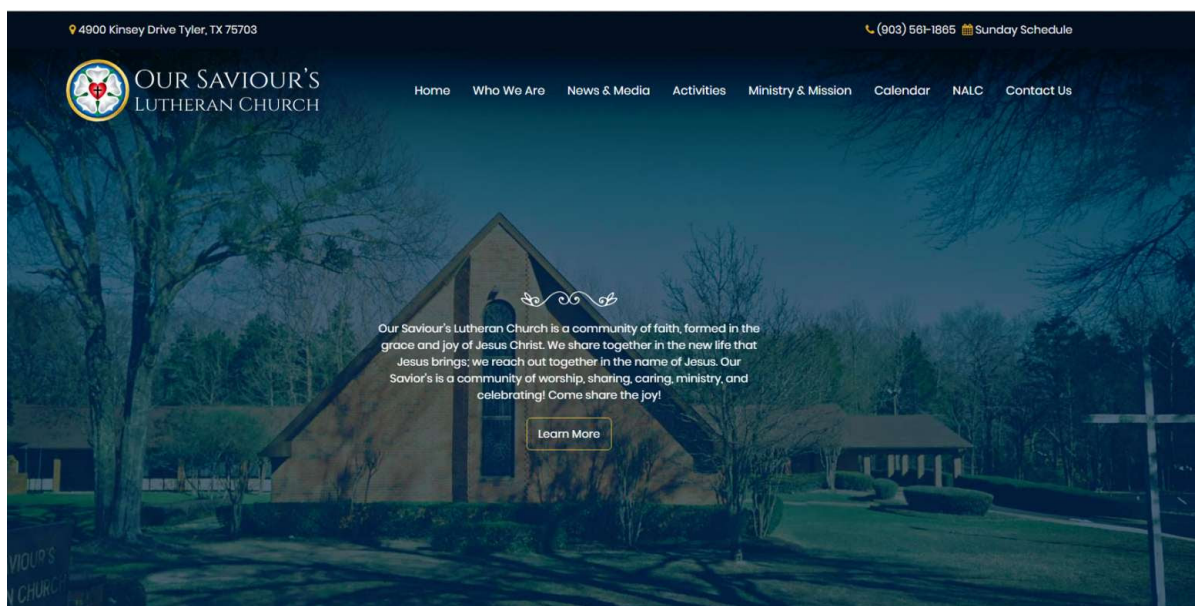 4900 Kinsey Drive Tyler, TX 75703
(903) 561-1865 Sunday Schedule
OUR SAVIOUR'S
LUTHERAN CHURCH
Home Who We Are News & Media Activities Ministry & Mission Calendar NALC Contact Us
Our Saviour's Lutheran Church is a community of faith, formed in the
grace and joy of Jesus Christ. We share together in the new life that
Jesus brings; we reach out together in the name of Jesus. Our
Savior's is a community of worship, sharing, caring, ministry, and
celebrating! Come share the joy!
Learn More
VIOUR'S
N CHURC